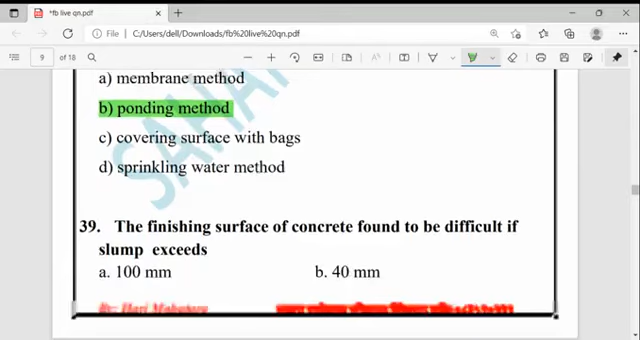 *fb live qn.pdf
File | C:/Users/dell/Downloads/fb%20live%20qn.pdf
9 of 18
a) membrane method
b) ponding method
c) covering surface with bags
d) sprinkling water method
39. The finishing surface of concrete found to be difficult if
slump exceeds
a. 100 mm b. 40 mm